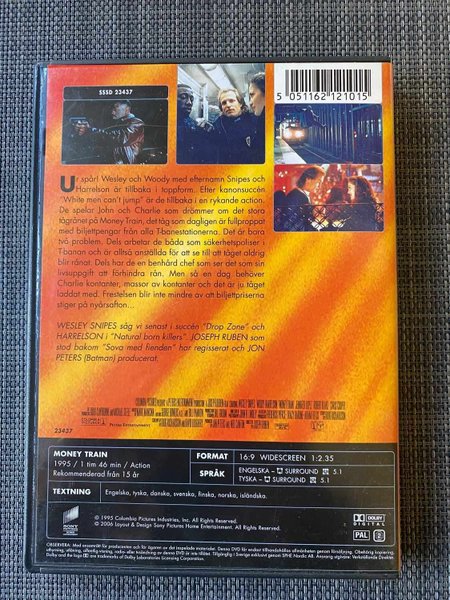 SSSD 23437
5 051162 121015
Ur spår! Wesley och Woody med efternamn Snipes och
Harrelson är tillbaka i toppform. Efter kanonsuccén
"White men can't jump" är de tillbaka i en rykande action.
De spelar John och Charlie som drömmer om det stora
tågrånet på Money Train, det tåg som dagligen är fullproppat
med biljettpengar från alla T-banestationerna. Det är bara
två problem. Dels arbetar de båda som säkerhetspoliser i
T-banan och är alltså anställda för att se till att tåget aldrig
blir rånat. Dels har de en benhård chef som ser det som sin
livsuppgift att förhindra rån. Men så en dag behöver
Charlie kontanter, massor av kontanter och det är ju tåget
laddat med. Frestelsen blir inte mindre av att biljettpriserna
stiger på nyårsafton...
WESLEY SNIPES såg vi senast i succén "Drop Zone" och
HARRELSON i "Natural born killers". JOSEPH RUBEN som
stod bakom "Sova med fienden" har regisserat och JON
PETERS (Batman) producerat.
23437
MONEY TRAIN
1995 / 1 tim 46 min / Action
Rekommenderad från 15 år
FORMAT
16:9 WIDESCREEN 1:2.35
SPRÅK
ENGELSKA - SURROUND 5.1
TYSKA - SURROUND 5.1
TEXTNING
Engelska, tyska, danska, svenska, finska, norska, isländska.
SONY
© 1995 Columbia Pictures Industries, Inc. All Rights Reserved.
© 2006 Layout & Design Sony Pictures Home Entertainment. All Rights Reserved.
DOLBY
DIGITAL
PAL 2